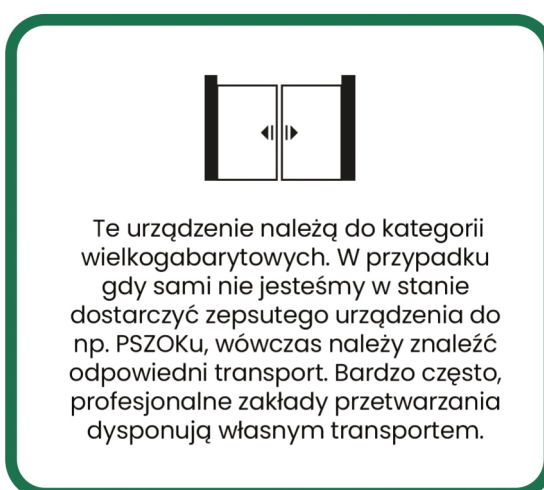 Te urządzenie należą do kategorii
wielkogabarytowych. W przypadku
gdy sami nie jesteśmy w stanie
dostarczyć zepsutego urządzenia do
np. PSZOKu, wówczas należy znaleźć
odpowiedni transport. Bardzo często,
profesjonalne zakłady przetwarzania
dysponują własnym transportem.